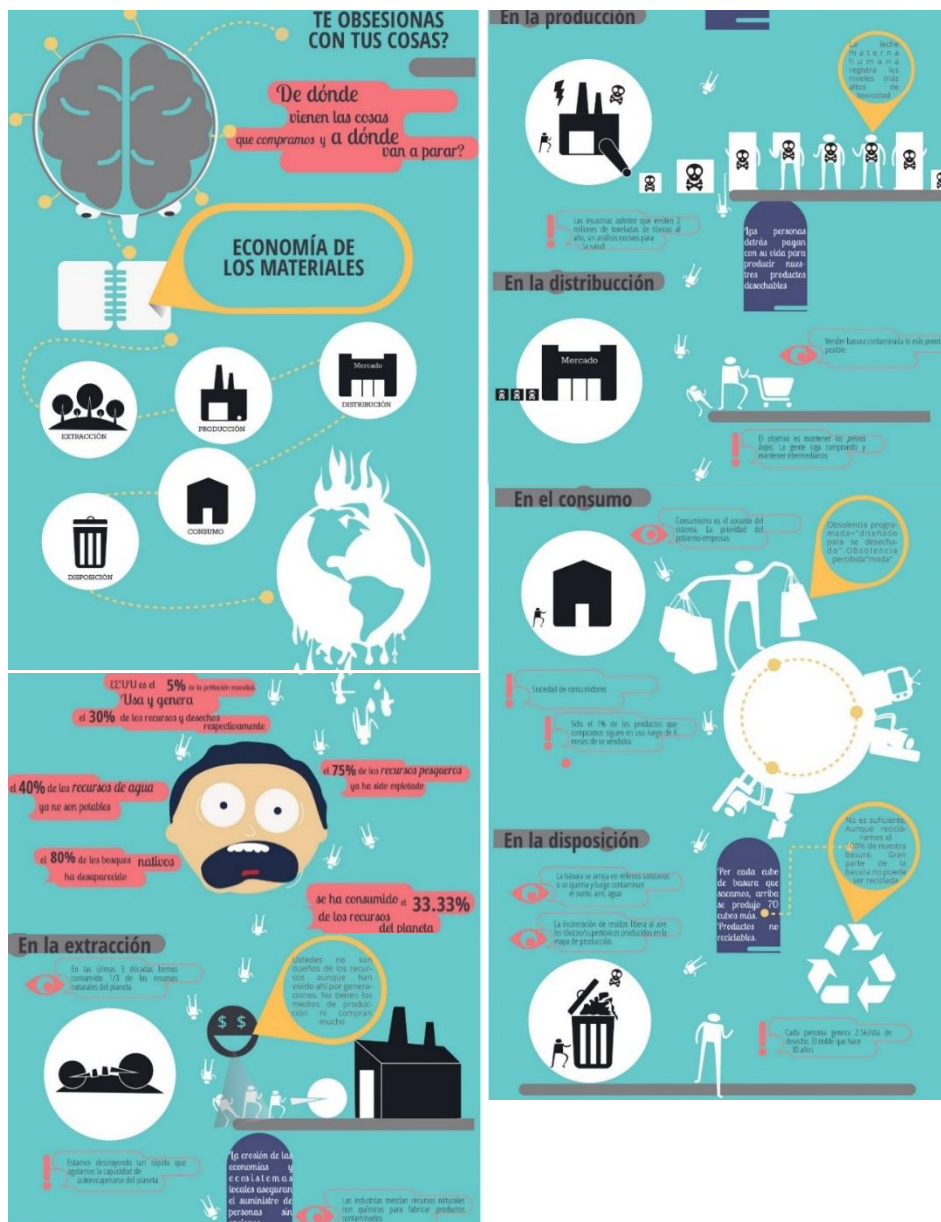 TE OBSESIONAS
CON TUS COSAS?
De dónde
vienen las cosas
que compramos y a dónde
van a parar?
ECONOMÍA DE
LOS MATERIALES
EXTRACCIÓN
PRODUCCIÓN
Mercado
DISTRIBUCIÓN
CONSUMO
DISPOSICIÓN
EEUU es el 5% de la población mundial.
Usa y genera
el 30% de los recursos y desechos
respectivamente
el 75% de los recursos pesqueros
ya ha sido explotado
el 40% de los recursos de agua
ya no son potables
el 80% de los bosques nativos
ha desaparecido
se ha consumido el 33.33%
de los recursos
del planeta
En la extracción
En las últimas 3 décadas hemos
consumido 1/3 de los recursos
naturales del planeta
Ustedes no son
dueños de los recur-
sos aunque han
vivido ahí por genera-
ciones. No tienen los
medios de produc-
ción ni compran
mucho
$ $
Estamos destruyendo tan rápido que
agotamos la capacidad de
autorrecuperarse del planeta
La erosión de las
economías y
ecosistemas
locales aseguran
el suministro de
personas sin
Las industrias mezclan recursos naturales
con químicos para fabricar productos
contaminados
En la producción
La leche
materna
humana
registra los
niveles más
altos de
toxicidad
Las industrias admiten que emiten 2
millones de toneladas de tóxicos al
año, sin análisis nocivos para
la salud
Las personas
detrás pagan
con su vida para
producir nues-
tros productos
desechables
En la distribución
Mercado
Vender basura contaminada lo más pronto
posible
El objetivo es mantener los precios
bajos. La gente siga comprando y
mantener intermediarios
En el consumo
Consumismo es el corazón del
sistema. La prioridad del
gobierno-empresas
Obsolencia progra-
mada="diseñado
para se desecha-
do". Obsolencia
percibida"moda"
Sociedad de consumidores
Sólo el 1% de los productos que
compramos siguen en uso luego de 6
meses de se vendidos
En la disposición
La basura se arroja en rellenos sanitarios
o se quema y luego contaminan
el suelo, aire, agua
La incineración de residos libera al aire
los tóxicos/supertóxicos producidos en la
etapa de producción.
Por cada cubo
de basura que
sacamos, arriba
se produje 70
cubos más.
Productos no
reciclables.
No es suficiente.
Aunque reciclá-
ramos el
100% de nuestra
basura. Gran
parte de la
basura no puede
ser reciclada
Cada persona genera 2.5k/día de
desecho. El doble que hace
30 años